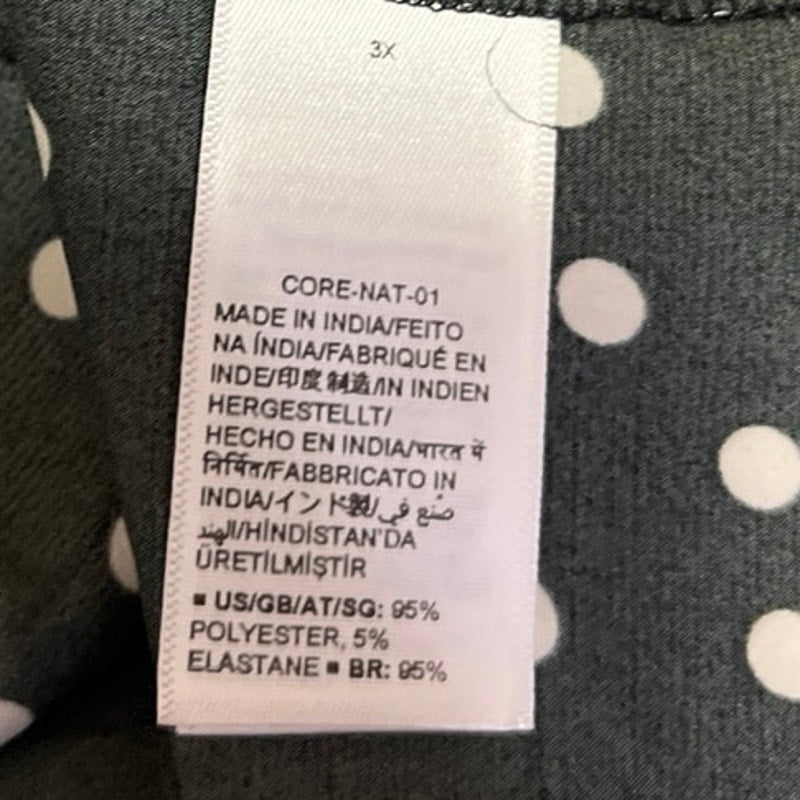 3X
CORE-NAT-01
MADE IN INDIA/FEITO
NA ÍNDIA/FABRIQUÉ EN
INDE/印度 制造/IN INDIEN
HERGESTELLT/
HECHO EN INDIA/भारत में
निर्मित/FABBRICATO IN
INDIA/インド製/صنع في
الهند/HİNDİSTAN'DA
ÜRETİLMİŞTİR
■ US/GB/AT/SG: 95%
POLYESTER, 5%
ELASTANE ■ BR: 95%